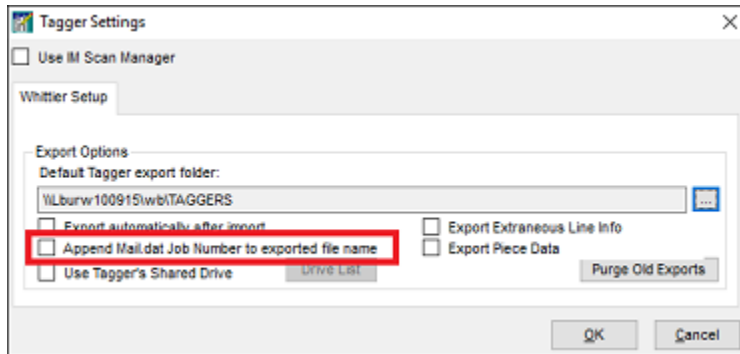 Tagger Settings
Use IM Scan Manager
Whittier Setup
Export Options
Default Tagger export folder:
\\Lburw100915\wb\TAGGERS
...
Export automatically after import
Export Extraneous Line Info
Append Mail.dat Job Number to exported file name
Export Piece Data
Use Tagger's Shared Drive
Drive List
Purge Old Exports
OK
Cancel